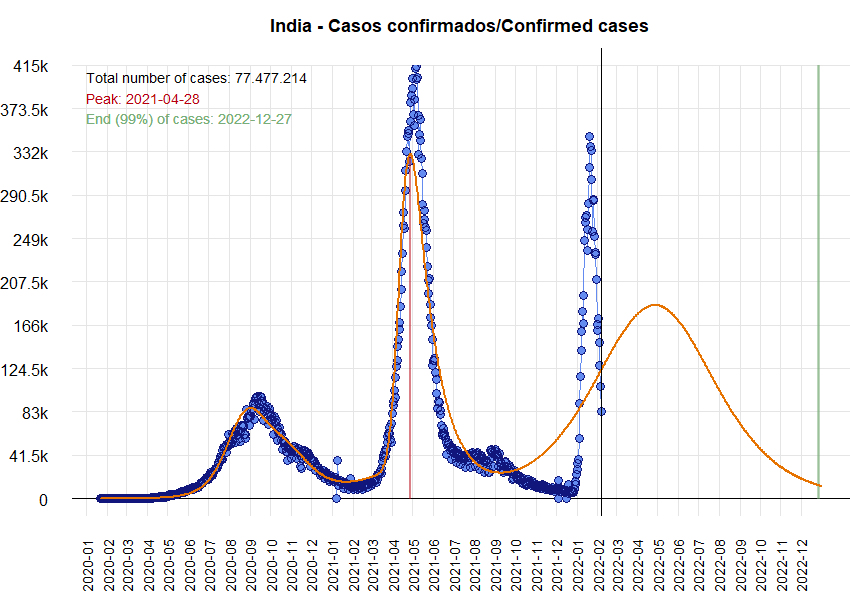 India - Casos confirmados/Confirmed cases
415k
Total number of cases: 77.477.214
Peak: 2021-04-28
End (99%) of cases: 2022-12-27
373.5k
332k
290.5k
249k
207.5k
166k
124.5k
83k
41.5k
0
2020-01
2020-02
2020-03
2020-04
2020-05
2020-06
2020-07
2020-08
2020-09
2020-10
2020-11
2020-12
2021-01
2021-02
2021-03
2021-04
2021-05
2021-06
2021-07
2021-08
2021-09
2021-10
2021-11
2021-12
2022-01
2022-02
2022-03
2022-04
2022-05
2022-06
2022-07
2022-08
2022-09
2022-10
2022-11
2022-12